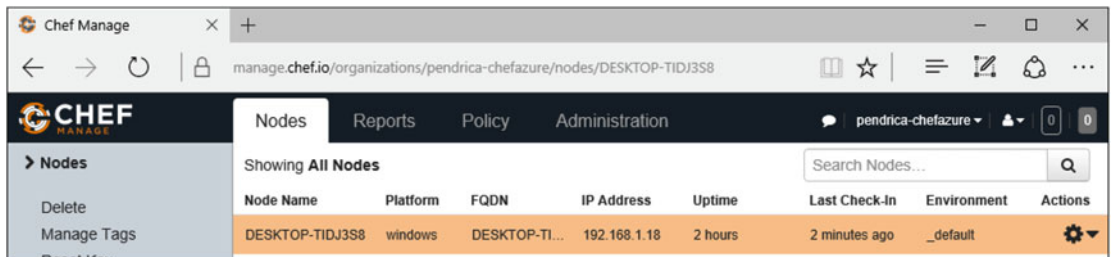 Chef Manage
manage.chef.io/organizations/pendrica-chefazure/nodes/DESKTOP-TIDJ3S8
CHEF
MANAGE
Nodes Reports Policy Administration pendrica-chefazure 0 0
Nodes
Showing All Nodes Search Nodes...
Delete
Manage Tags
Node Name Platform FQDN IP Address Uptime Last Check-In Environment Actions
DESKTOP-TIDJ3S8 windows DESKTOP-TI... 192.168.1.18 2 hours 2 minutes ago _default